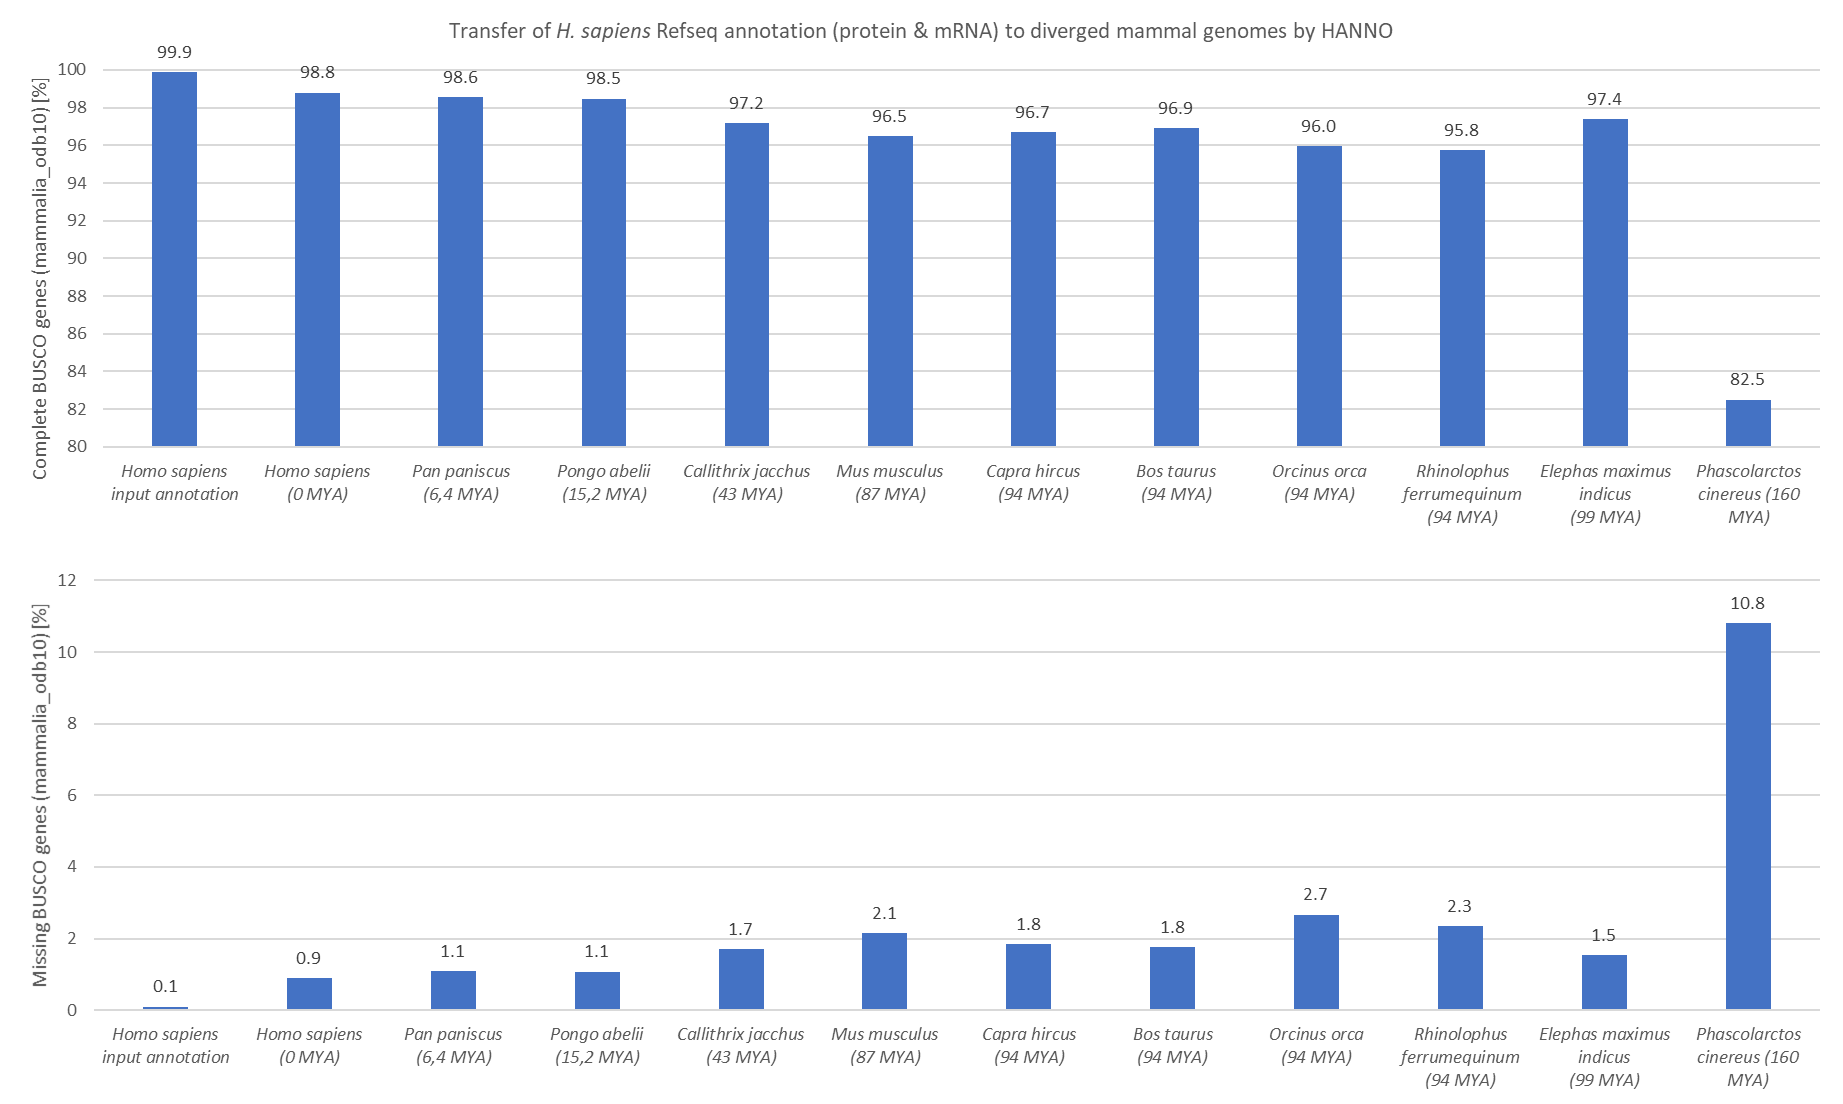 Transfer of H. sapiens Refseq annotation (protein & mRNA) to diverged mammal genomes by HANNO
Complete BUSCO genes (mammalia_odb10) [%]
100
98
96
94
92
90
88
86
84
82
80
99.9
98.8
98.6
98.5
97.2
96.5
96.7
96.9
96.0
95.8
97.4
82.5
Homo sapiens
input annotation
Homo sapiens
(0 MYA)
Pan paniscus
(6,4 MYA)
Pongo abelii
(15,2 MYA)
Callithrix jacchus
(43 MYA)
Mus musculus
(87 MYA)
Capra hircus
(94 MYA)
Bos taurus
(94 MYA)
Orcinus orca
(94 MYA)
Rhinolophus
ferrumequinum
(94 MYA)
Elephas maximus
indicus
(99 MYA)
Phascolarctos
cinereus (160
MYA)
Missing BUSCO genes (mammalia_odb10) [%]
12
10
8
6
4
2
0
0.1
0.9
1.1
1.1
1.7
2.1
1.8
1.8
2.7
2.3
1.5
10.8
Homo sapiens
input annotation
Homo sapiens
(0 MYA)
Pan paniscus
(6,4 MYA)
Pongo abelii
(15,2 MYA)
Callithrix jacchus
(43 MYA)
Mus musculus
(87 MYA)
Capra hircus
(94 MYA)
Bos taurus
(94 MYA)
Orcinus orca
(94 MYA)
Rhinolophus
ferrumequinum
(94 MYA)
Elephas maximus
indicus
(99 MYA)
Phascolarctos
cinereus (160
MYA)